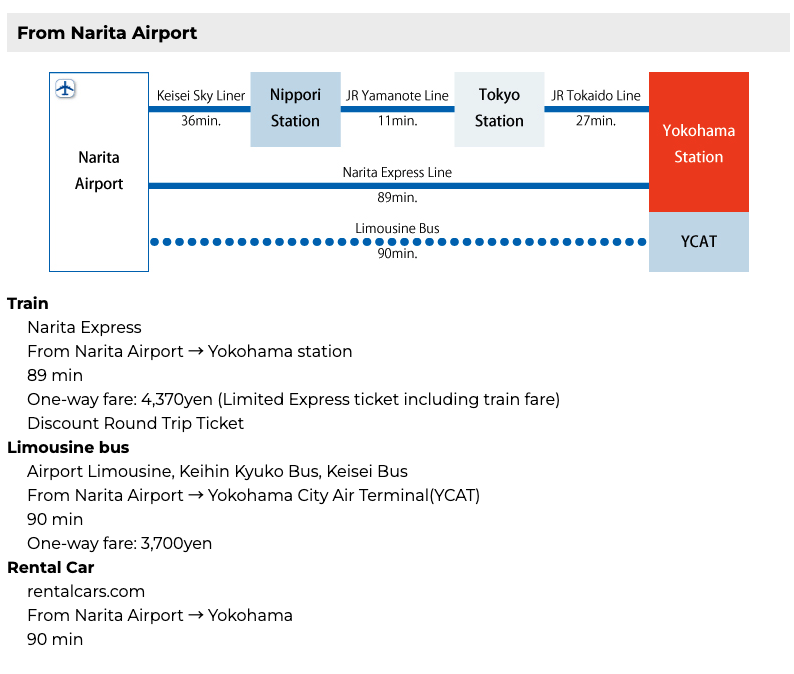 From Narita Airport
Keisei Sky Liner
36min.
Nippori
Station
JR Yamanote Line
11min.
Tokyo
Station
JR Tokaido Line
27min.
Yokohama
Station
Narita
Airport
Narita Express Line
89min.
Limousine Bus
90min.
YCAT
Train
Narita Express
From Narita Airport → Yokohama station
89 min
One-way fare: 4,370yen (Limited Express ticket including train fare)
Discount Round Trip Ticket
Limousine bus
Airport Limousine, Keihin Kyuko Bus, Keisei Bus
From Narita Airport → Yokohama City Air Terminal(YCAT)
90 min
One-way fare: 3,700yen
Rental Car
rentalcars.com
From Narita Airport → Yokohama
90 min